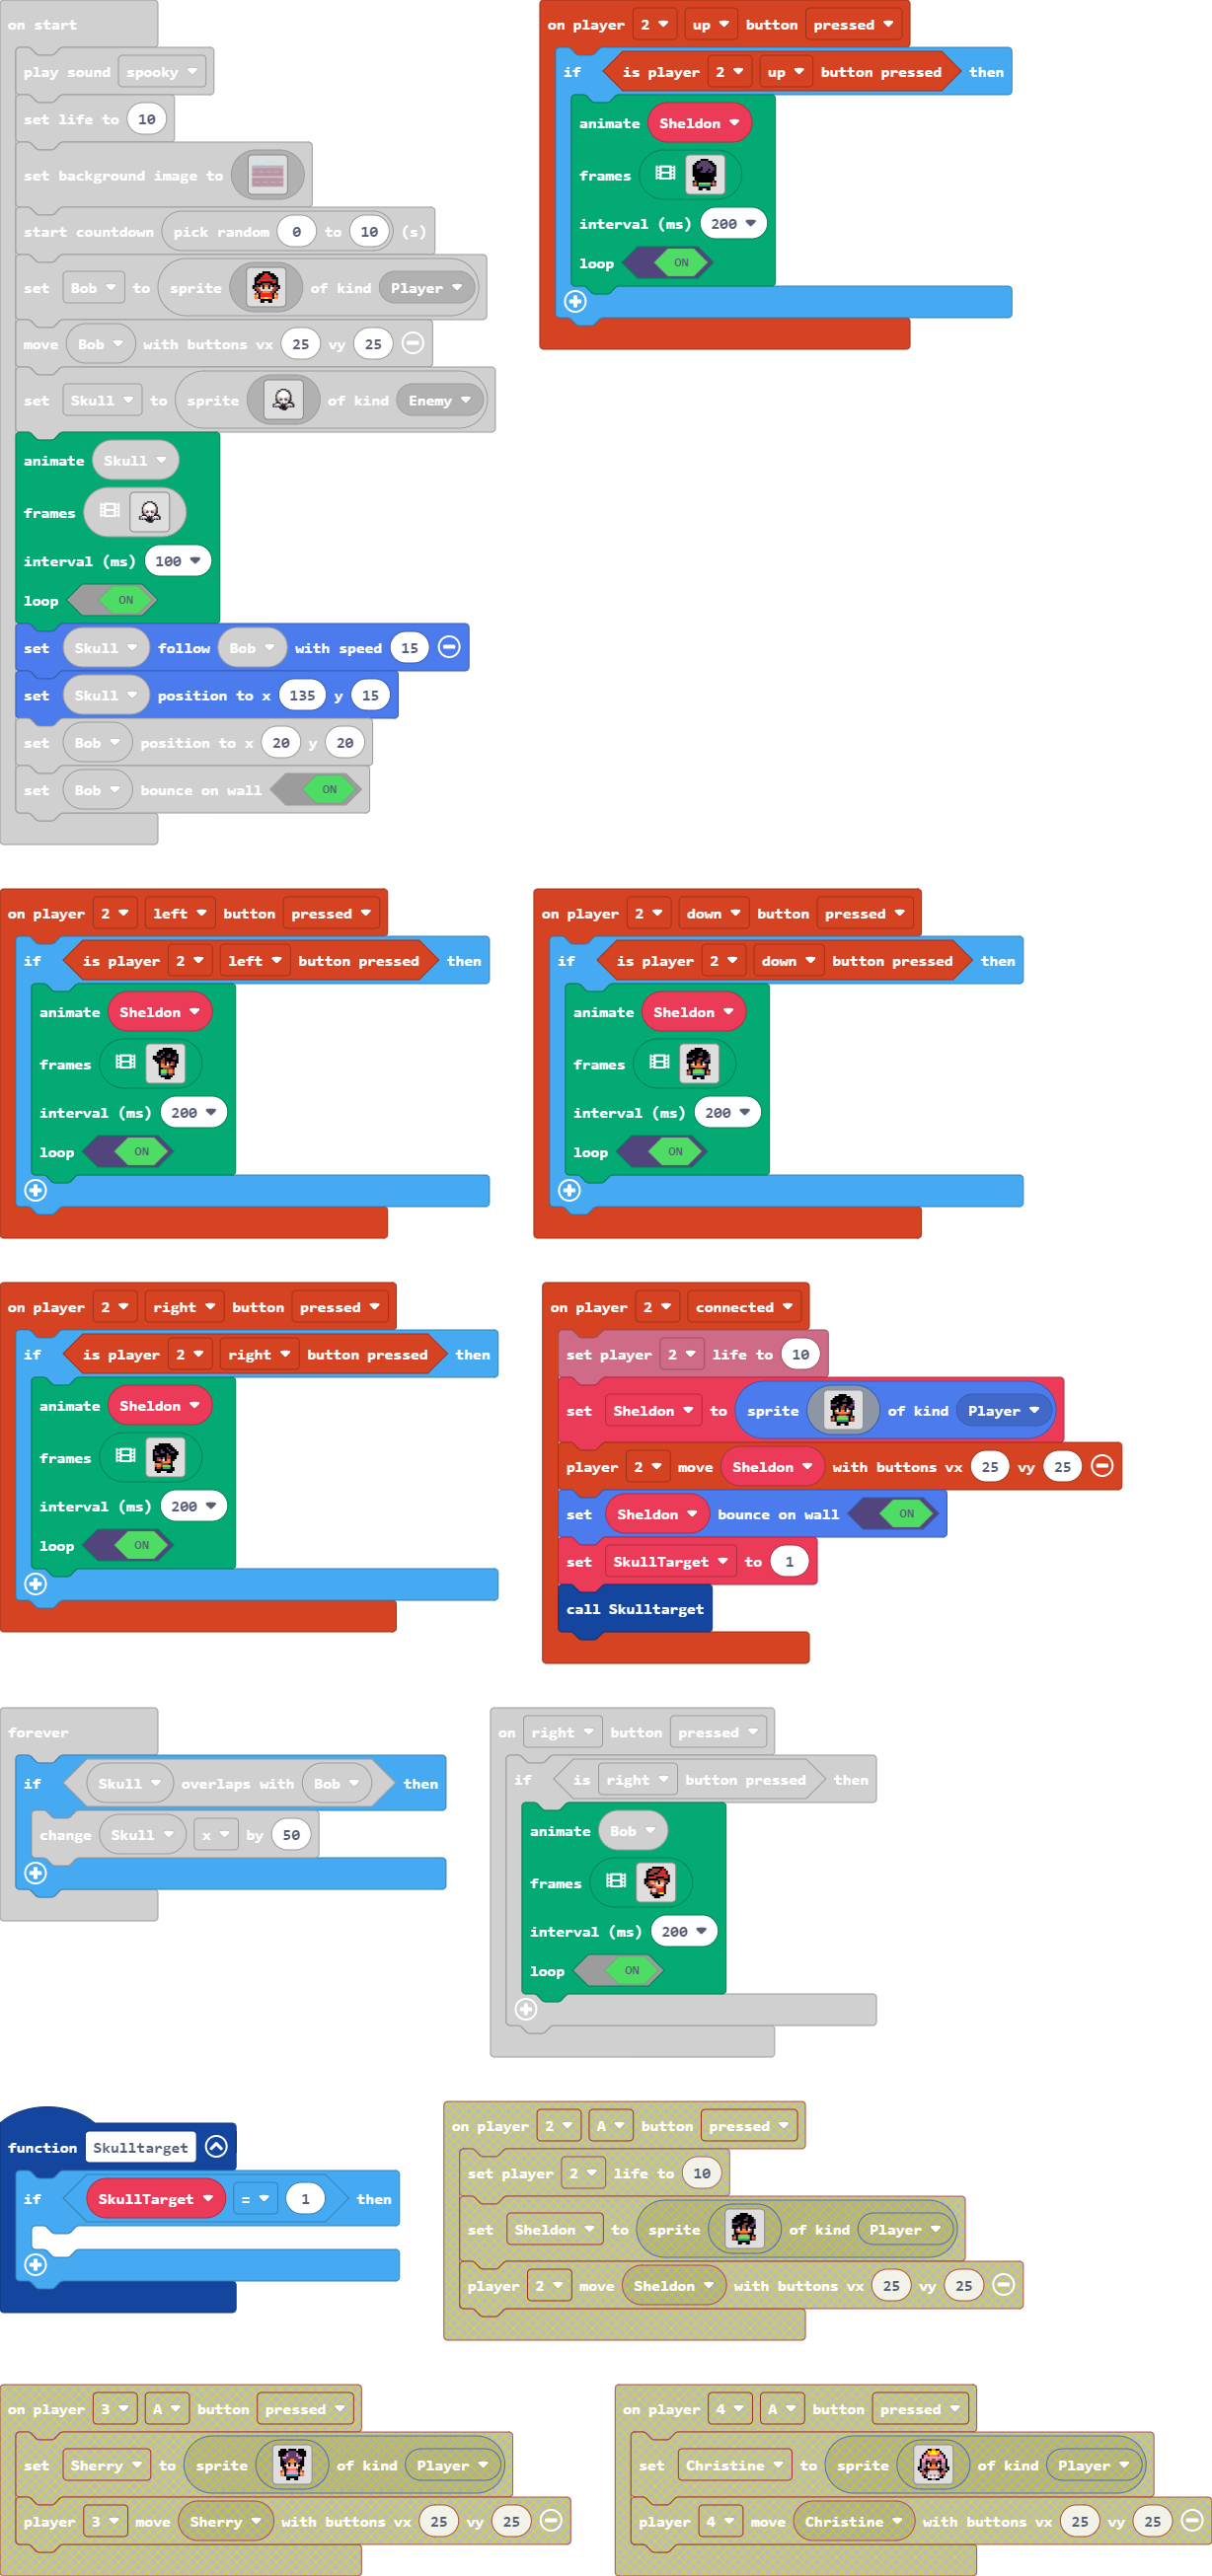 on start
play sound spooky
set life to 10
set background image to
start countdown pick random 0 to 10 (s)
set Bob to sprite of kind Player
move Bob with buttons vx 25 vy 25
set Skull to sprite of kind Enemy
animate Skull
frames
interval (ms) 100
loop ON
set Skull follow Bob with speed 15
set Skull position to x 135 y 15
set Bob position to x 20 y 20
set Bob bounce on wall ON
on player 2 up button pressed
if is player 2 up button pressed then
animate Sheldon
frames
interval (ms) 200
loop ON
on player 2 left button pressed
if is player 2 left button pressed then
animate Sheldon
frames
interval (ms) 200
loop ON
on player 2 down button pressed
if is player 2 down button pressed then
animate Sheldon
frames
interval (ms) 200
loop ON
on player 2 right button pressed
if is player 2 right button pressed then
animate Sheldon
frames
interval (ms) 200
loop ON
on player 2 connected
set player 2 life to 10
set Sheldon to sprite of kind Player
player 2 move Sheldon with buttons vx 25 vy 25
set Sheldon bounce on wall ON
set SkullTarget to 1
call Skulltarget
forever
if Skull overlaps with Bob then
change Skull x by 50
on right button pressed
if is right button pressed then
animate Bob
frames
interval (ms) 200
loop ON
function Skulltarget
if SkullTarget = 1 then
on player 2 A button pressed
set player 2 life to 10
set Sheldon to sprite of kind Player
player 2 move Sheldon with buttons vx 25 vy 25
on player 3 A button pressed
set Sherry to sprite of kind Player
player 3 move Sherry with buttons vx 25 vy 25
on player 4 A button pressed
set Christine to sprite of kind Player
player 4 move Christine with buttons vx 25 vy 25